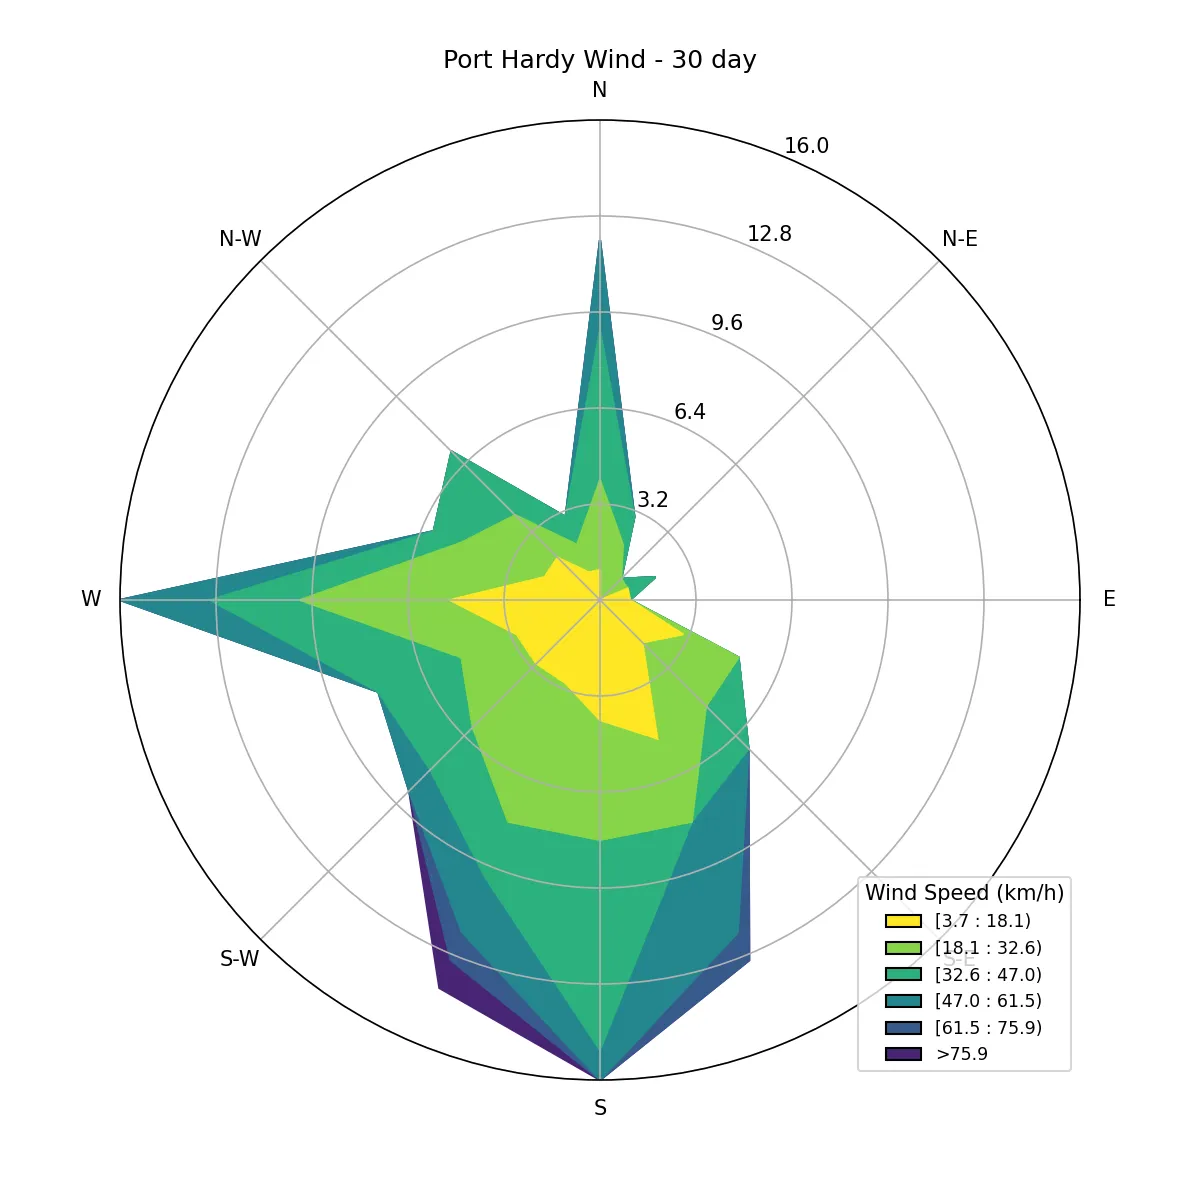 Port Hardy Wind - 30 day
N
16.0
N-W
12.8
N-E
9.6
6.4
3.2
W
E
Wind Speed (km/h)
[3.7 : 18.1)
[18.1 : 32.6)
S-W
S-E
[32.6 : 47.0)
[47.0 : 61.5)
[61.5 : 75.9)
>75.9
S